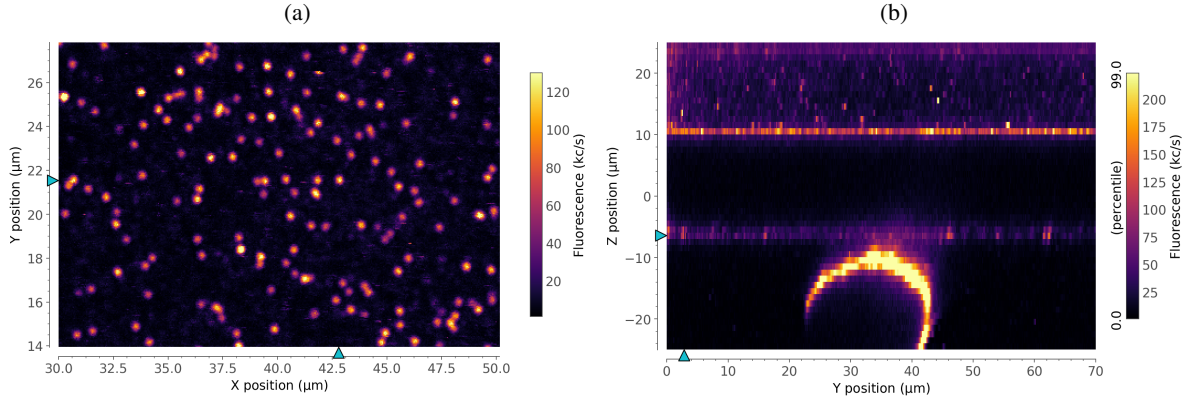 (a)
(b)
26
24
22
20
18
16
14
Y position (μm)
30.0 32.5 35.0 37.5 40.0 42.5 45.0 47.5 50.0
X position (μm)
120
100
80
60
40
20
Fluorescence (kc/s)
20
10
0
−10
−20
Z position (μm)
0 10 20 30 40 50 60 70
Y position (μm)
99.0
(percentile)
0.0
200
175
150
125
100
75
50
25
Fluorescence (kc/s)